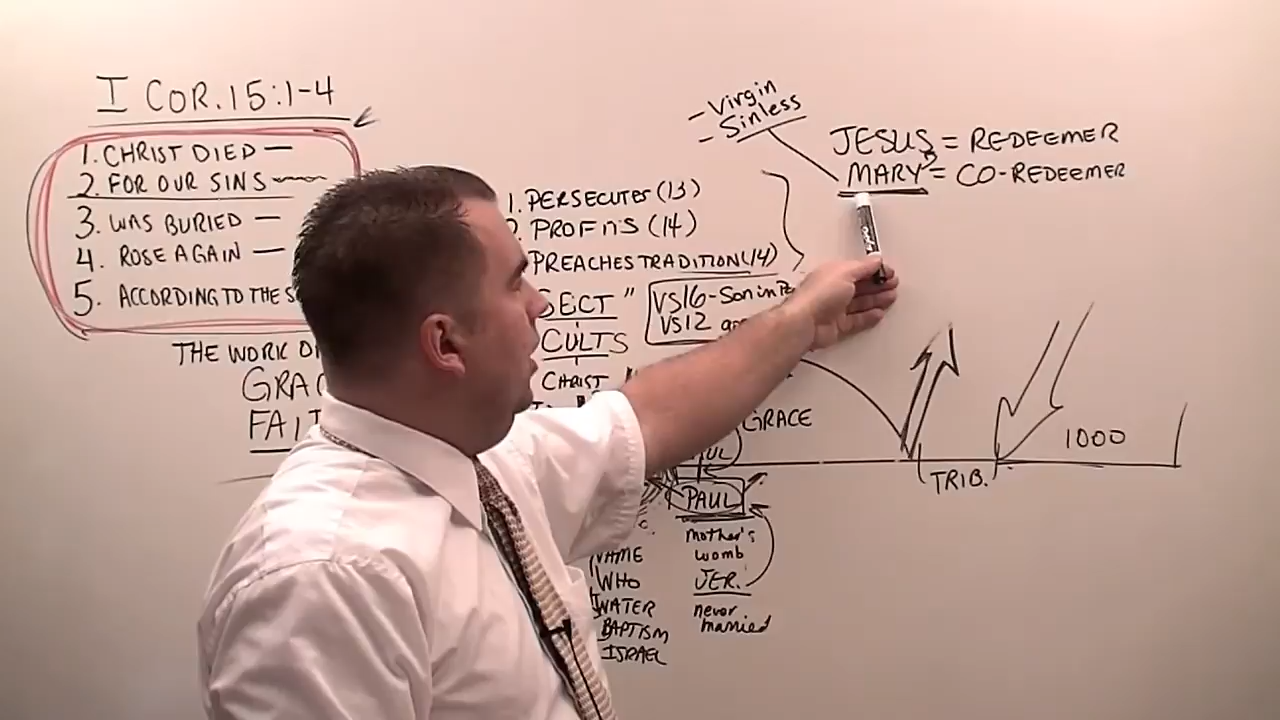 I COR. 15:1-4
1. CHRIST DIED —
2. FOR OUR SINS
3. WAS BURIED —
4. ROSE AGAIN —
5. ACCORDING TO THE S
THE WORK O
GRAC
FAIT
1. PERSECUTES (13)
PROFITS (14)
PREACHES TRADITION (14)
SECT"
CULTS
CHRIST
VS16 - Son in
VS12
- Virgin
- Sinless
JESUS = REDEEMER
MARY = CO-REDEEMER
GRACE
TRIB.
1000
PAUL
mother's
womb
JER.
never
married
NAME
WHO
WATER
BAPTISM
ISRAEL